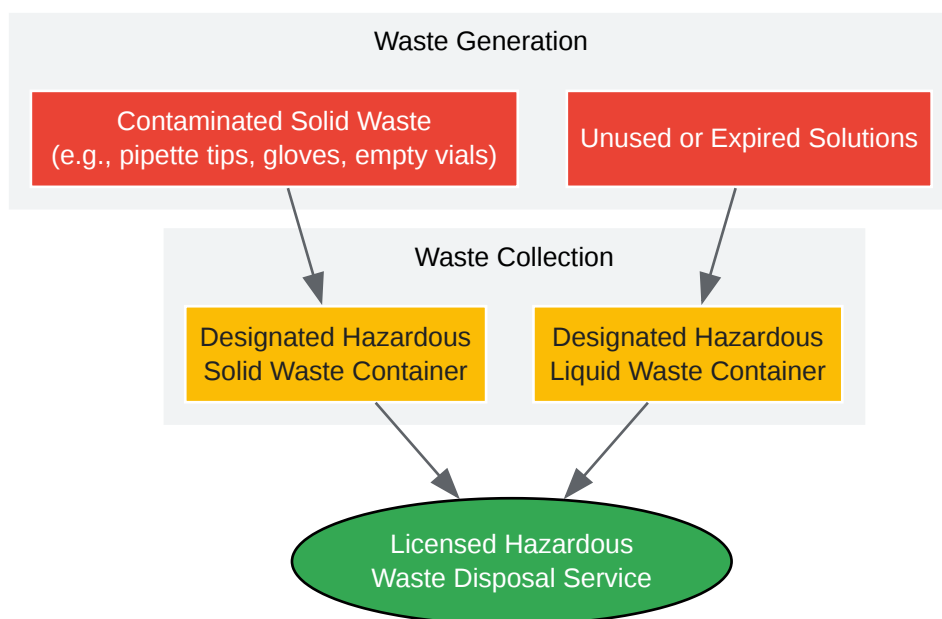 Waste Generation
Contaminated Solid Waste
(e.g., pipette tips, gloves, empty vials)
Unused or Expired Solutions
Waste Collection
Designated Hazardous
Solid Waste Container
Designated Hazardous
Liquid Waste Container
Licensed Hazardous
Waste Disposal Service